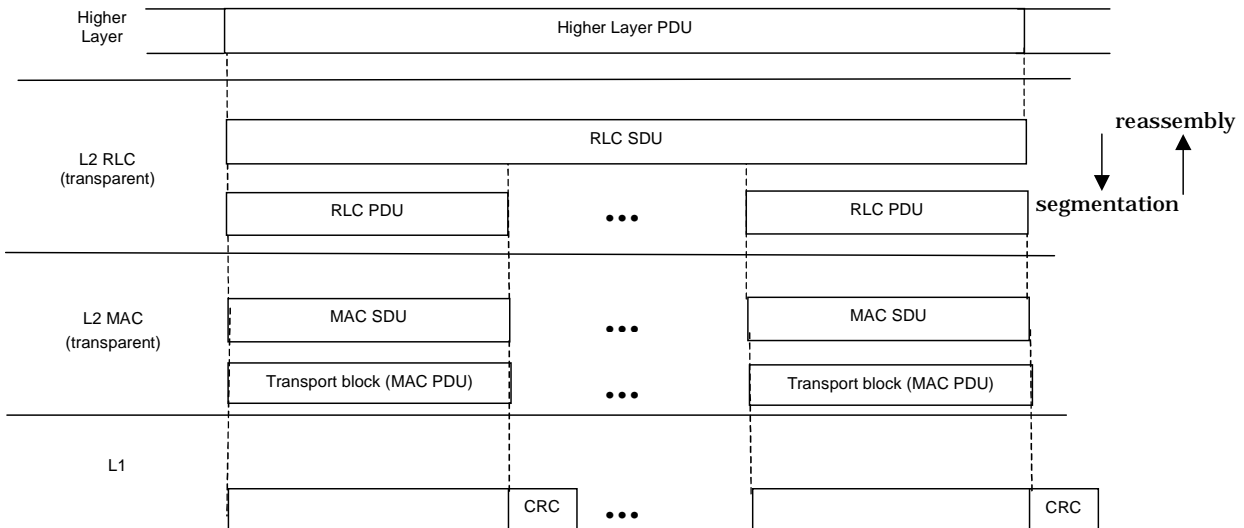 Higher
Layer
Higher Layer PDU
reassembly
RLC SDU
L2 RLC
(transparent)
RLC PDU
...
RLC PDU
segmentation
L2 MAC
(transparent)
MAC SDU
...
MAC SDU
Transport block (MAC PDU)
...
Transport block (MAC PDU)
L1
CRC
...
CRC